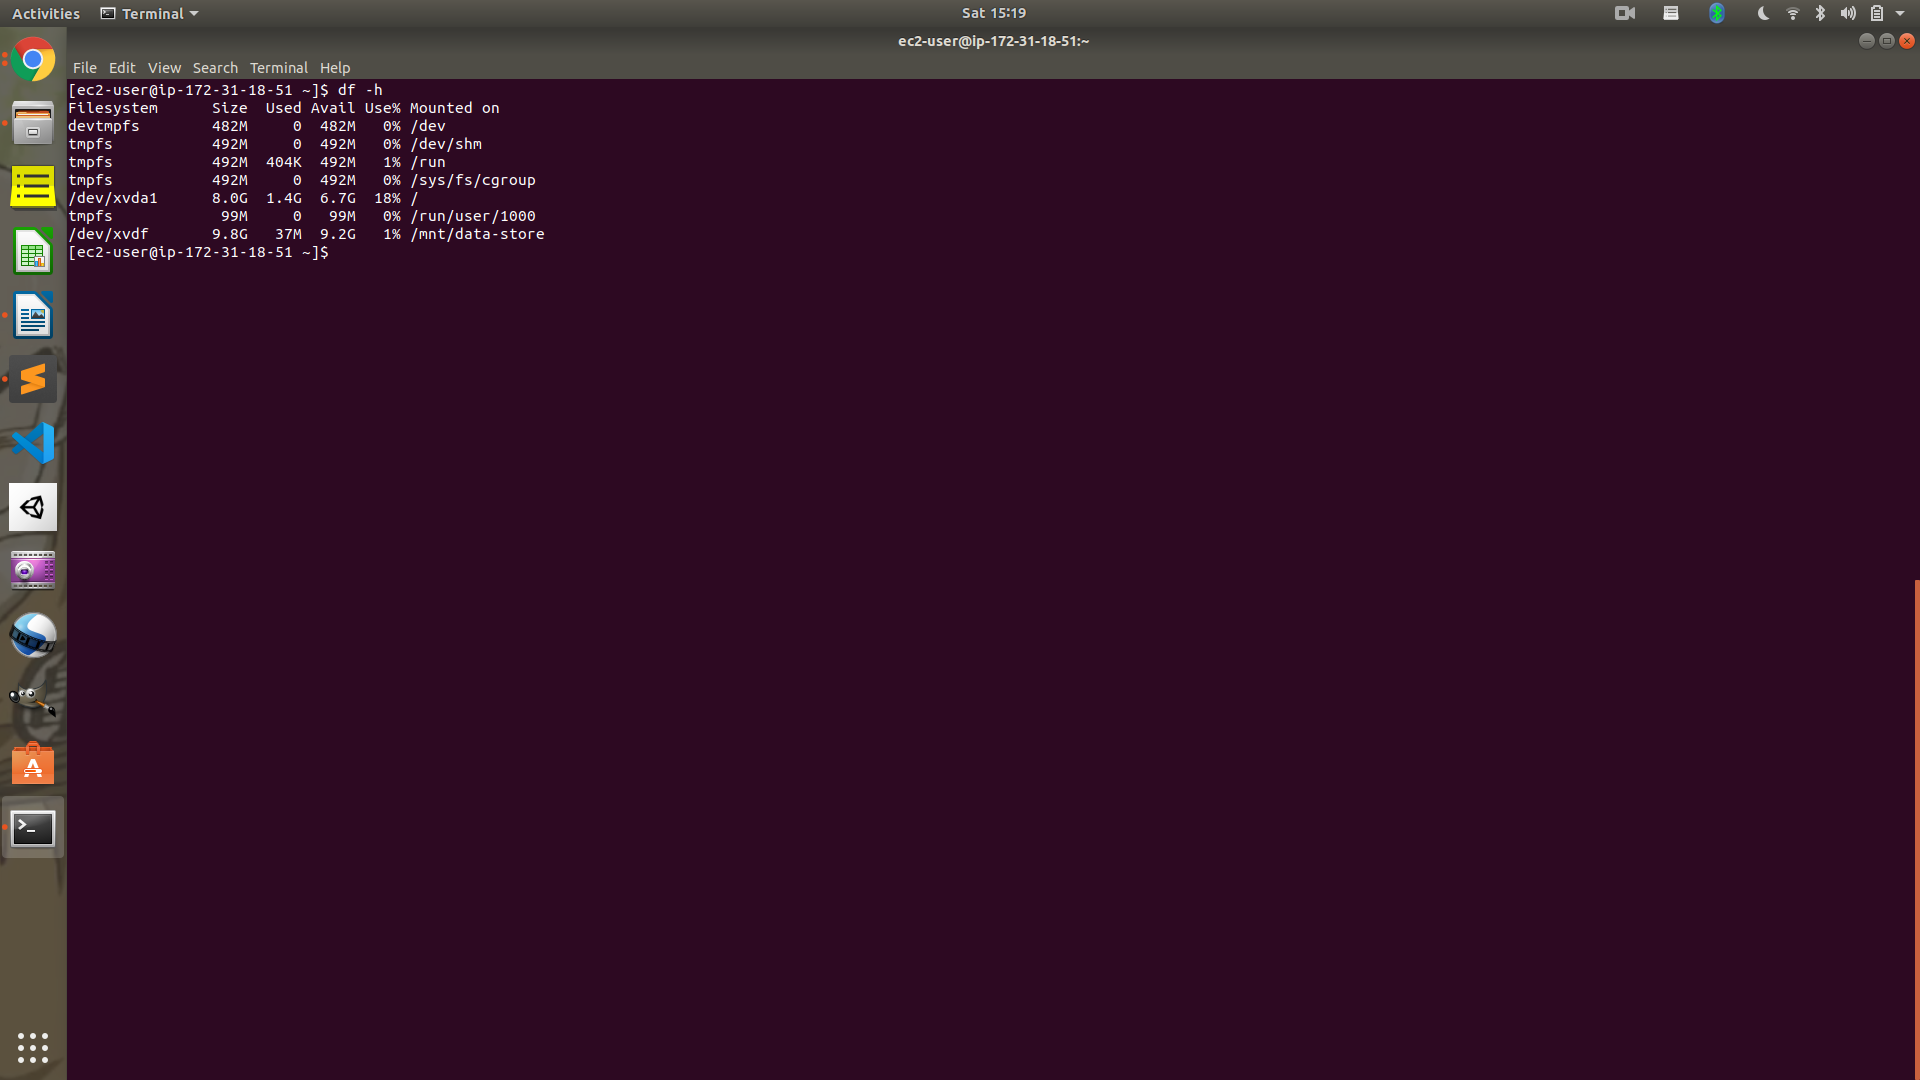 Activities Terminal Sat 15:19
ec2-user@ip-172-31-18-51:~
File Edit View Search Terminal Help
[ec2-user@ip-172-31-18-51 ~]$ df -h
Filesystem      Size  Used Avail Use% Mounted on
devtmpfs        482M     0  482M   0% /dev
tmpfs           492M     0  492M   0% /dev/shm
tmpfs           492M  404K  492M   1% /run
tmpfs           492M     0  492M   0% /sys/fs/cgroup
/dev/xvda1      8.0G  1.4G  6.7G  18% /
tmpfs            99M     0   99M   0% /run/user/1000
/dev/xvdf       9.8G   37M  9.2G   1% /mnt/data-store
[ec2-user@ip-172-31-18-51 ~]$